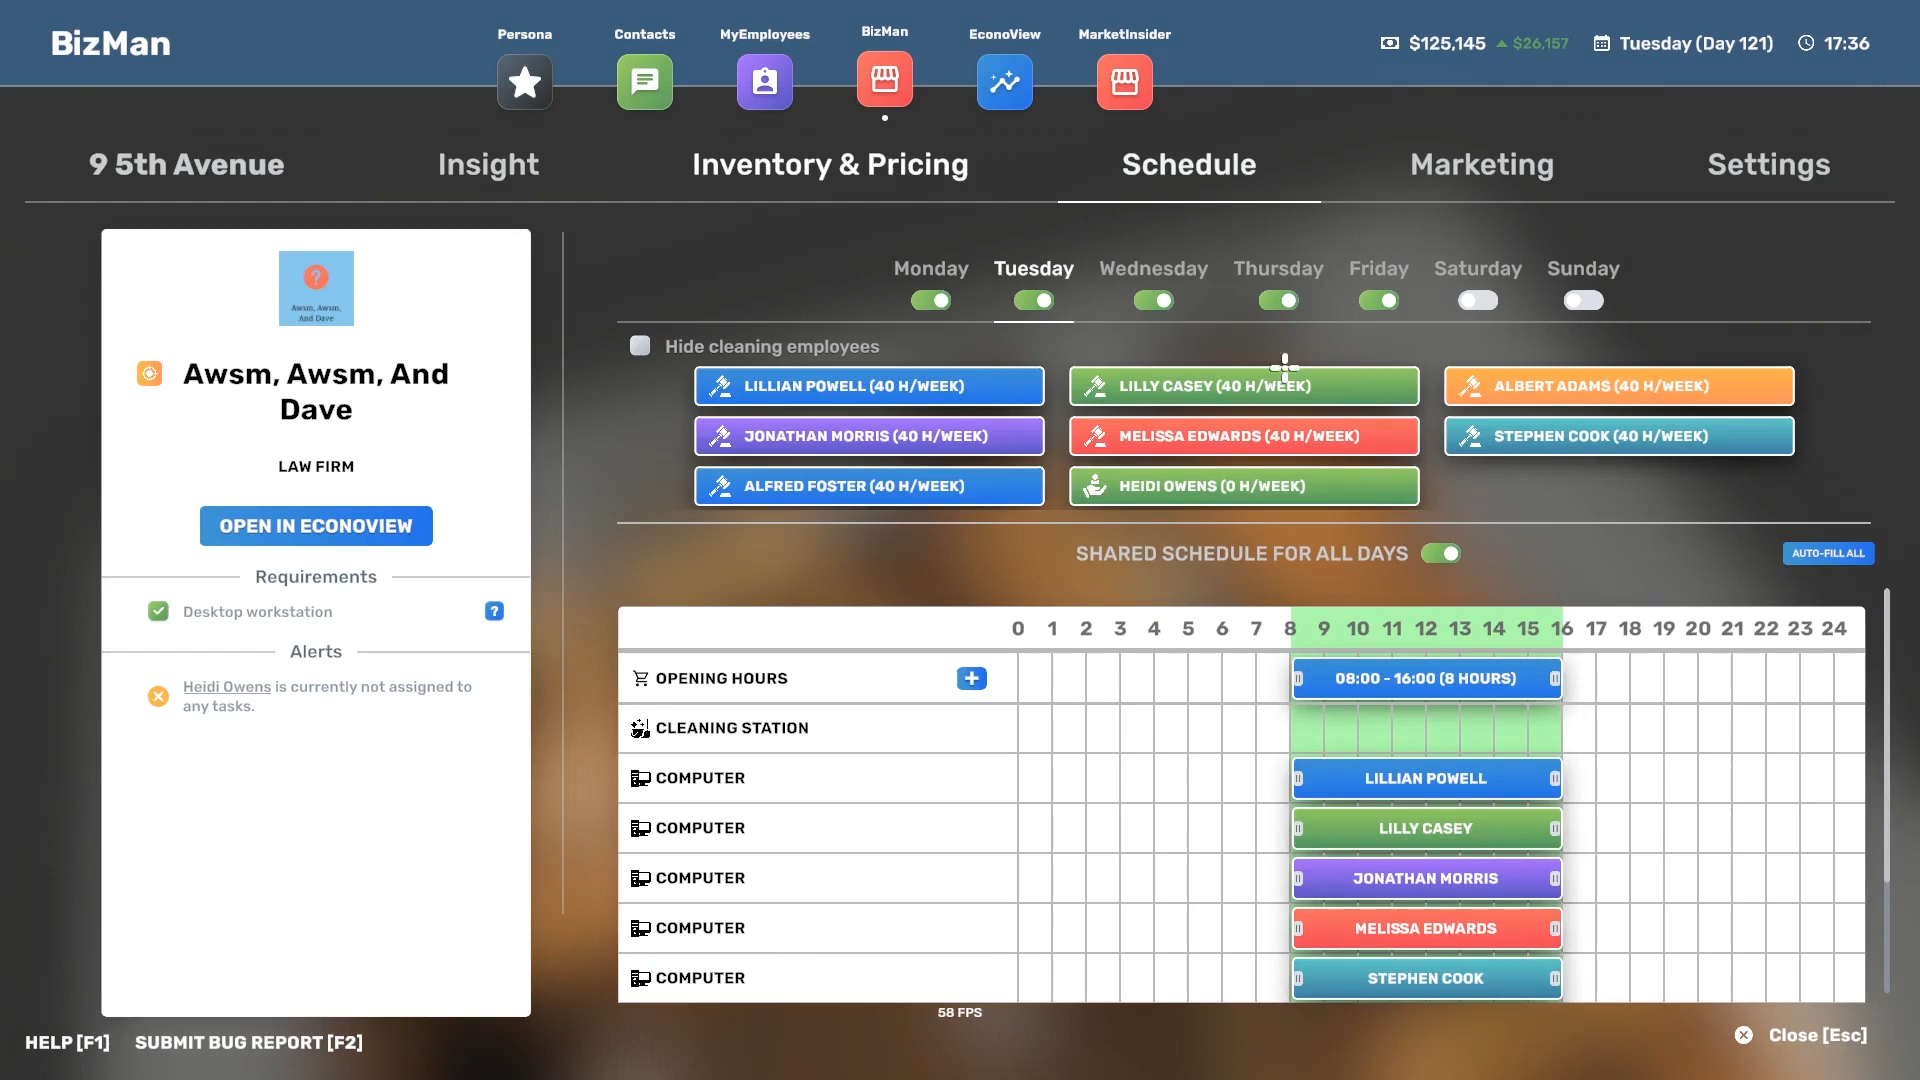 BizMan
Persona
Contacts
MyEmployees
BizMan
EconoView
MarketInsider
$125,145
$26,157
Tuesday (Day 121)
17:36
9 5th Avenue
Insight
Inventory & Pricing
Schedule
Marketing
Settings
?
Awsm, Awsm,
And Dave
Awsm, Awsm, And
Dave
LAW FIRM
OPEN IN ECONOVIEW
Requirements
Desktop workstation
?
Alerts
Heidi Owens is currently not assigned to
any tasks.
Monday
Tuesday
Wednesday
Thursday
Friday
Saturday
Sunday
Hide cleaning employees
LILLIAN POWELL (40 H/WEEK)
LILLY CASEY (40 H/WEEK)
ALBERT ADAMS (40 H/WEEK)
JONATHAN MORRIS (40 H/WEEK)
MELISSA EDWARDS (40 H/WEEK)
STEPHEN COOK (40 H/WEEK)
ALFRED FOSTER (40 H/WEEK)
HEIDI OWENS (0 H/WEEK)
SHARED SCHEDULE FOR ALL DAYS
AUTO-FILL ALL
0 1 2 3 4 5 6 7 8 9 10 11 12 13 14 15 16 17 18 19 20 21 22 23 24
OPENING HOURS
08:00 - 16:00 (8 HOURS)
CLEANING STATION
COMPUTER
LILLIAN POWELL
COMPUTER
LILLY CASEY
COMPUTER
JONATHAN MORRIS
COMPUTER
MELISSA EDWARDS
COMPUTER
STEPHEN COOK
58 FPS
HELP [F1]
SUBMIT BUG REPORT [F2]
Close [Esc]